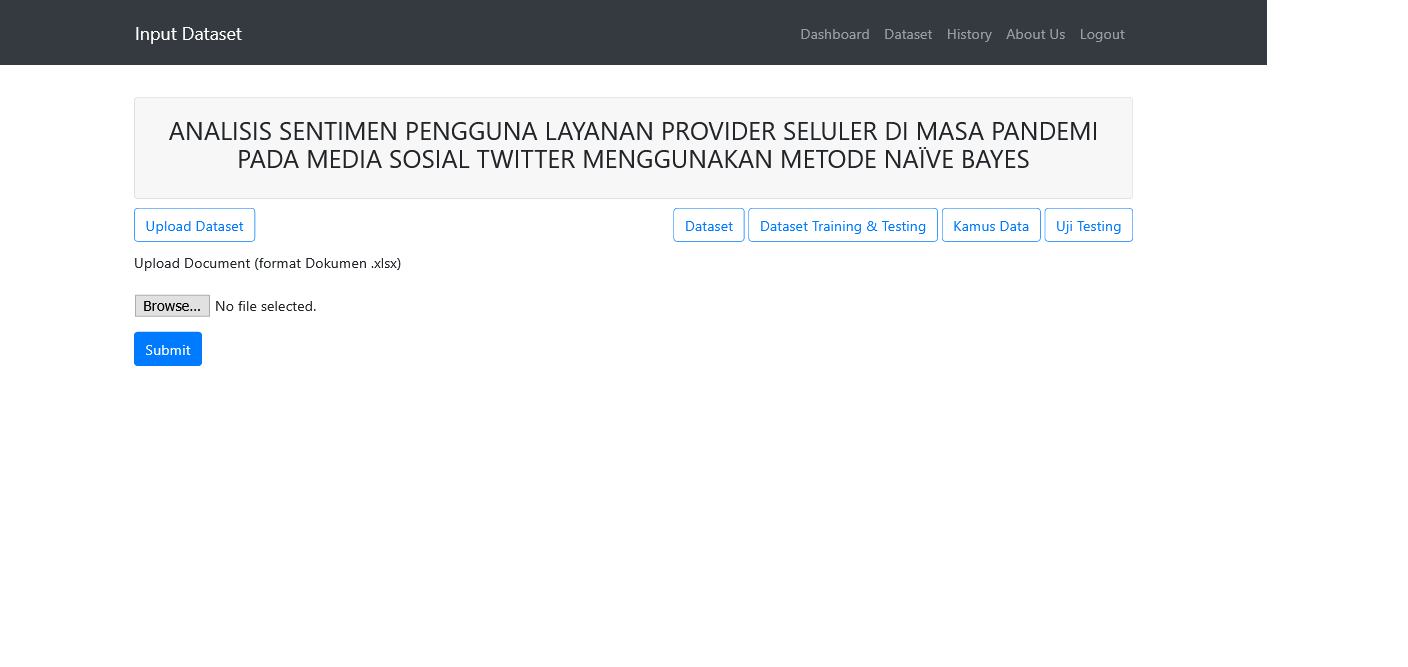 Input Dataset
Dashboard Dataset History About Us Logout
ANALISIS SENTIMEN PENGGUNA LAYANAN PROVIDER SELULER DI MASA PANDEMI
PADA MEDIA SOSIAL TWITTER MENGGUNAKAN METODE NAÏVE BAYES
Upload Dataset Dataset Dataset Training & Testing Kamus Data Uji Testing
Upload Document (format Dokumen .xlsx)
Browse... No file selected.
Submit